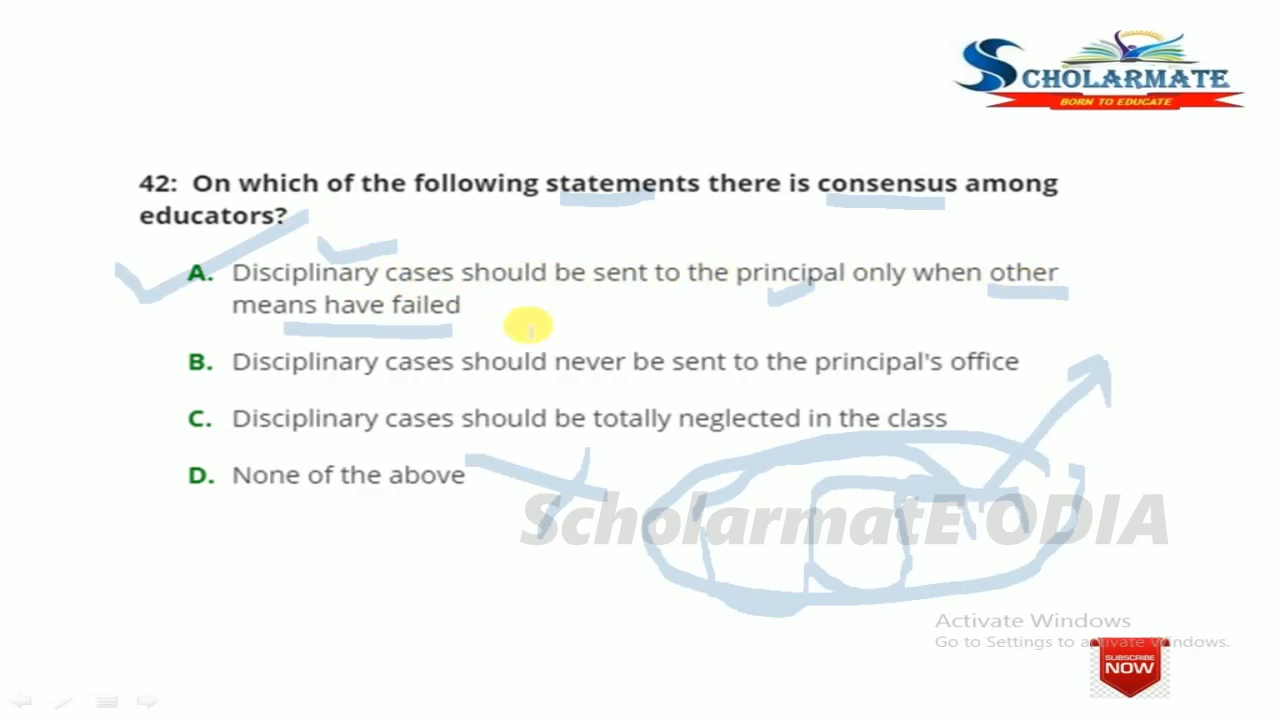 SCHOLARMATE
BORN TO EDUCATE
42: On which of the following statements there is consensus among
educators?
A. Disciplinary cases should be sent to the principal only when other
means have failed
B. Disciplinary cases should never be sent to the principal's office
C. Disciplinary cases should be totally neglected in the class
D. None of the above
ScholarmatE ODIA
Activate Windows
Go to Settings to activate Windows.
SUBSCRIBE
NOW